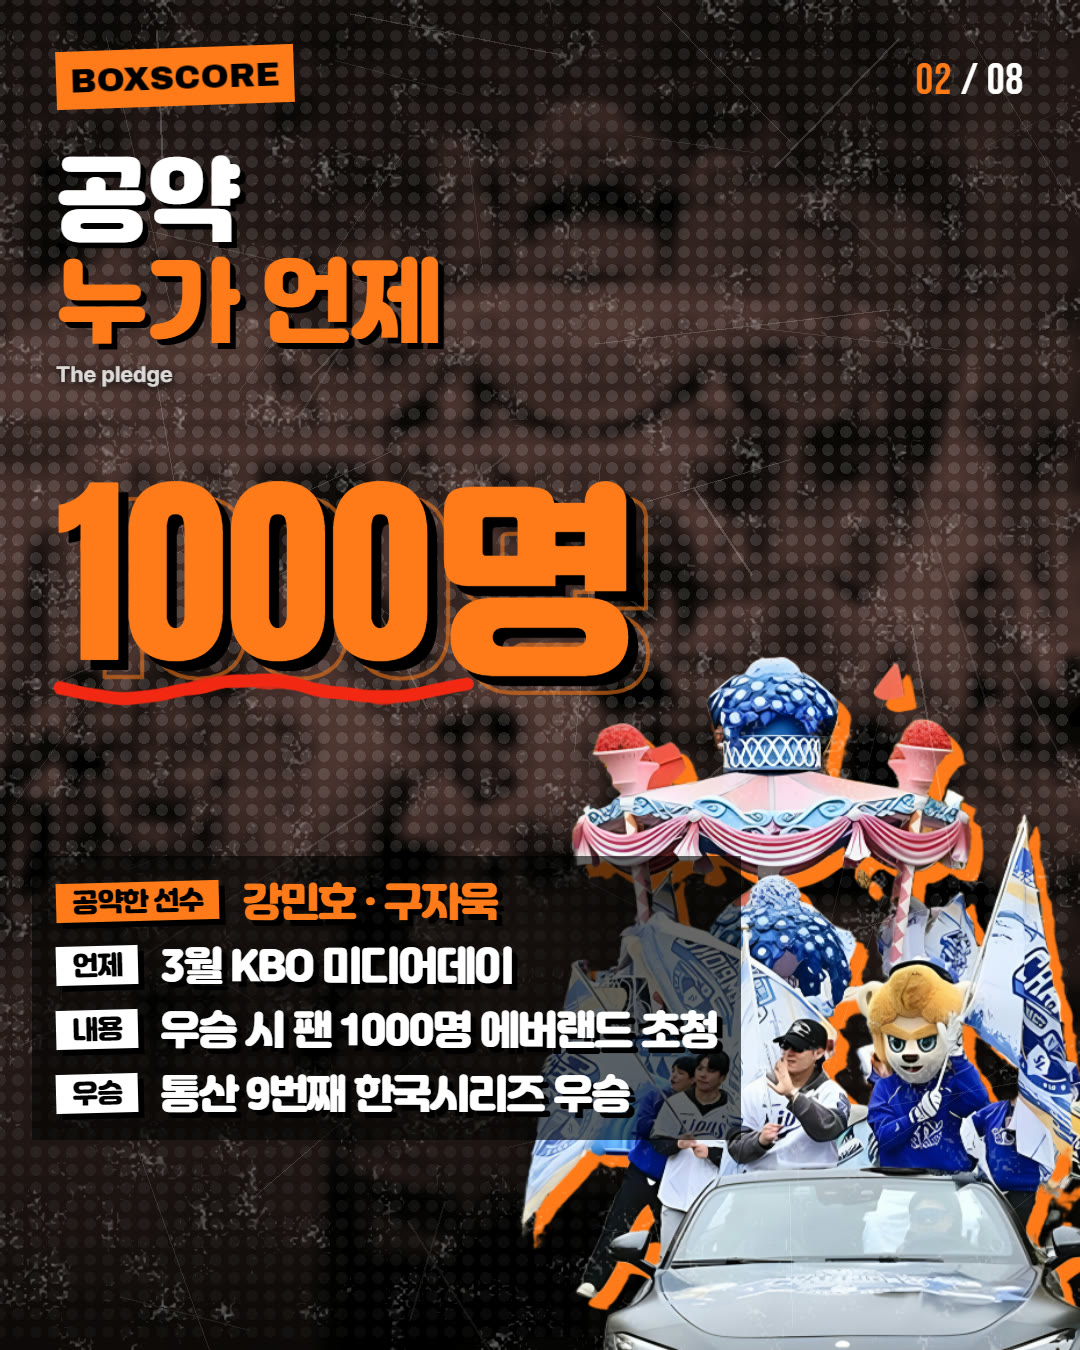 BOXSCORE
02 / 08
공약
누가 언제
The pledge
1000명
공약한 선수 강민호 · 구자욱
언제 3월 KBO 미디어데이
내용 우승 시 팬 1000명 에버랜드 초청
우승 통산 9번째 한국시리즈 우승